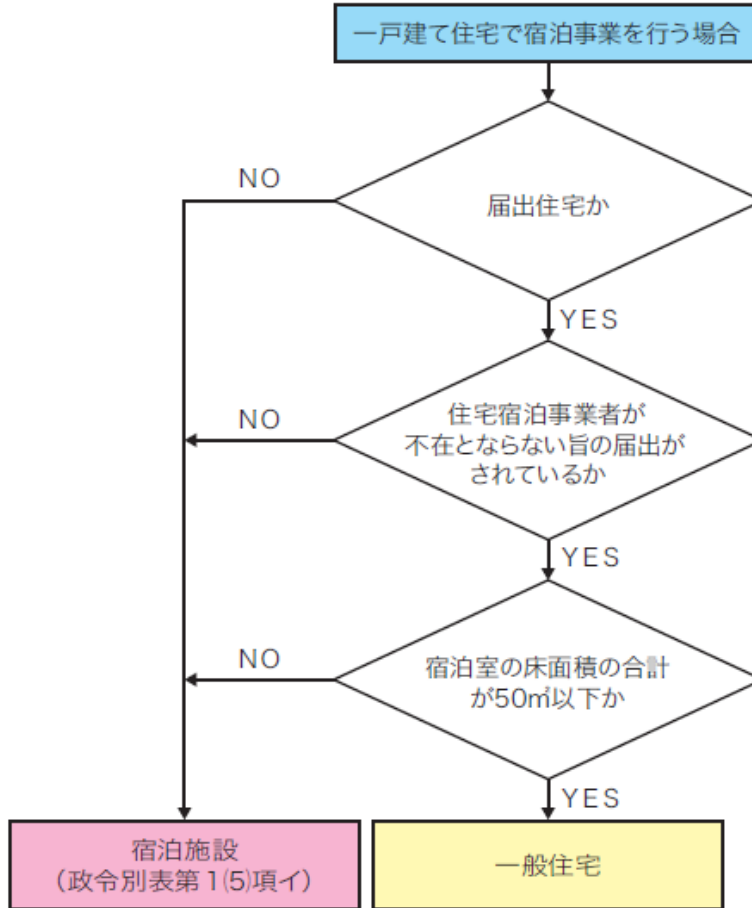 一戸建て住宅で宿泊事業を行う場合
届出住宅か
NO
YES
住宅宿泊事業者が
不在とならない旨の届出が
されているか
NO
YES
宿泊室の床面積の合計
が50㎡以下か
NO
YES
宿泊施設
（政令別表第1⑸項イ）
一般住宅